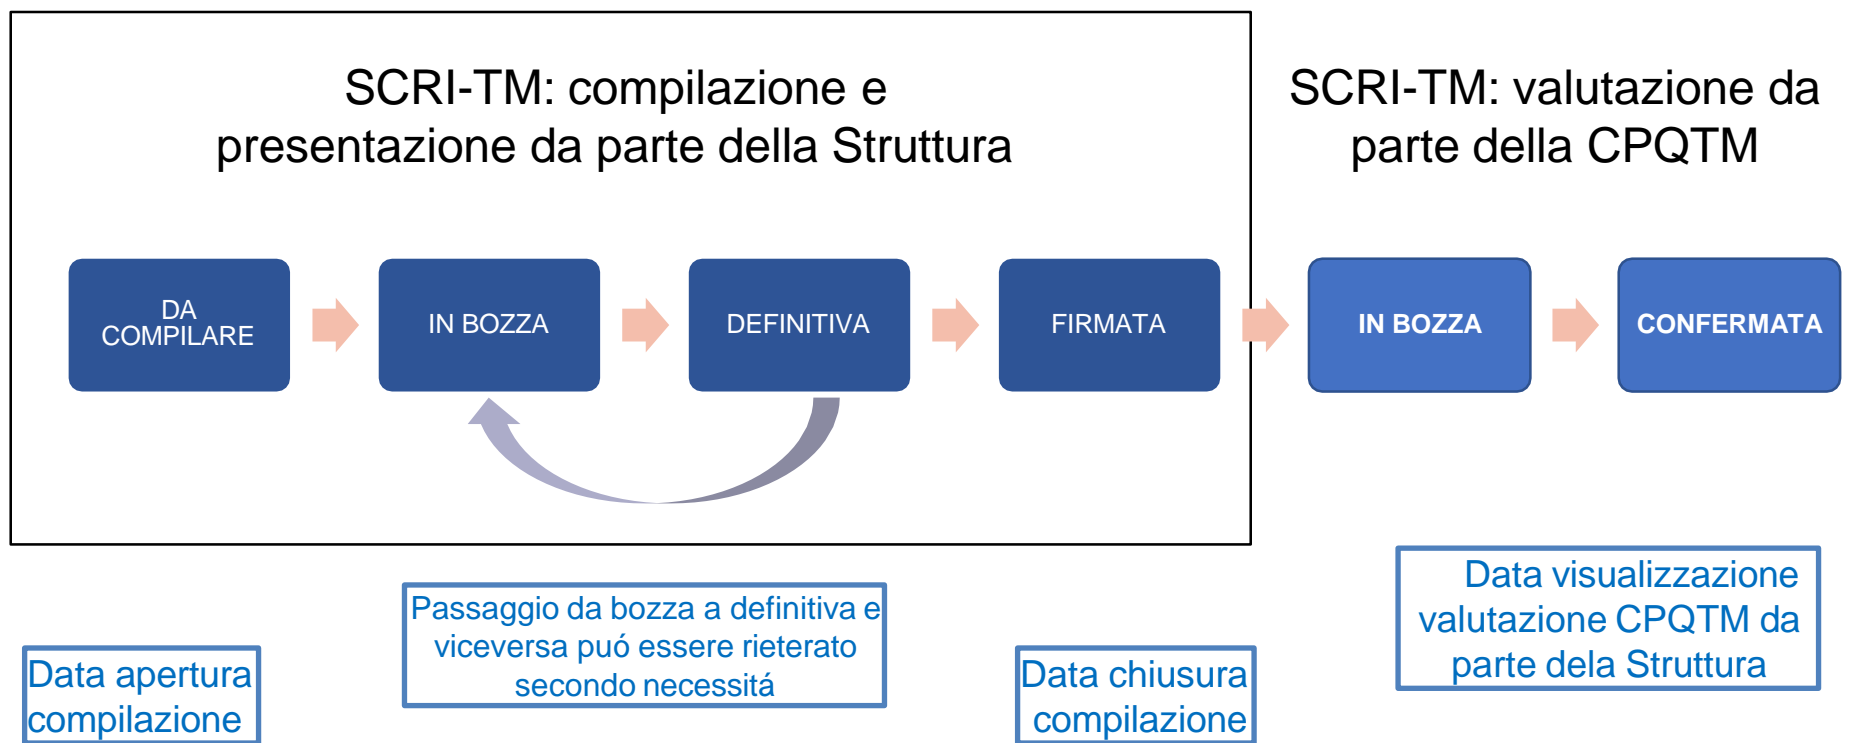 SCRI-TM: compilazione e
presentazione da parte della Struttura
SCRI-TM: valutazione da
parte della CPQTM
DA
COMPILARE
IN BOZZA
DEFINITIVA
FIRMATA
IN BOZZA
CONFERMATA
Data apertura
compilazione
Passaggio da bozza a definitiva e
viceversa puó essere rieterato
secondo necessitá
Data chiusura
compilazione
Data visualizzazione
valutazione CPQTM da
parte dela Struttura